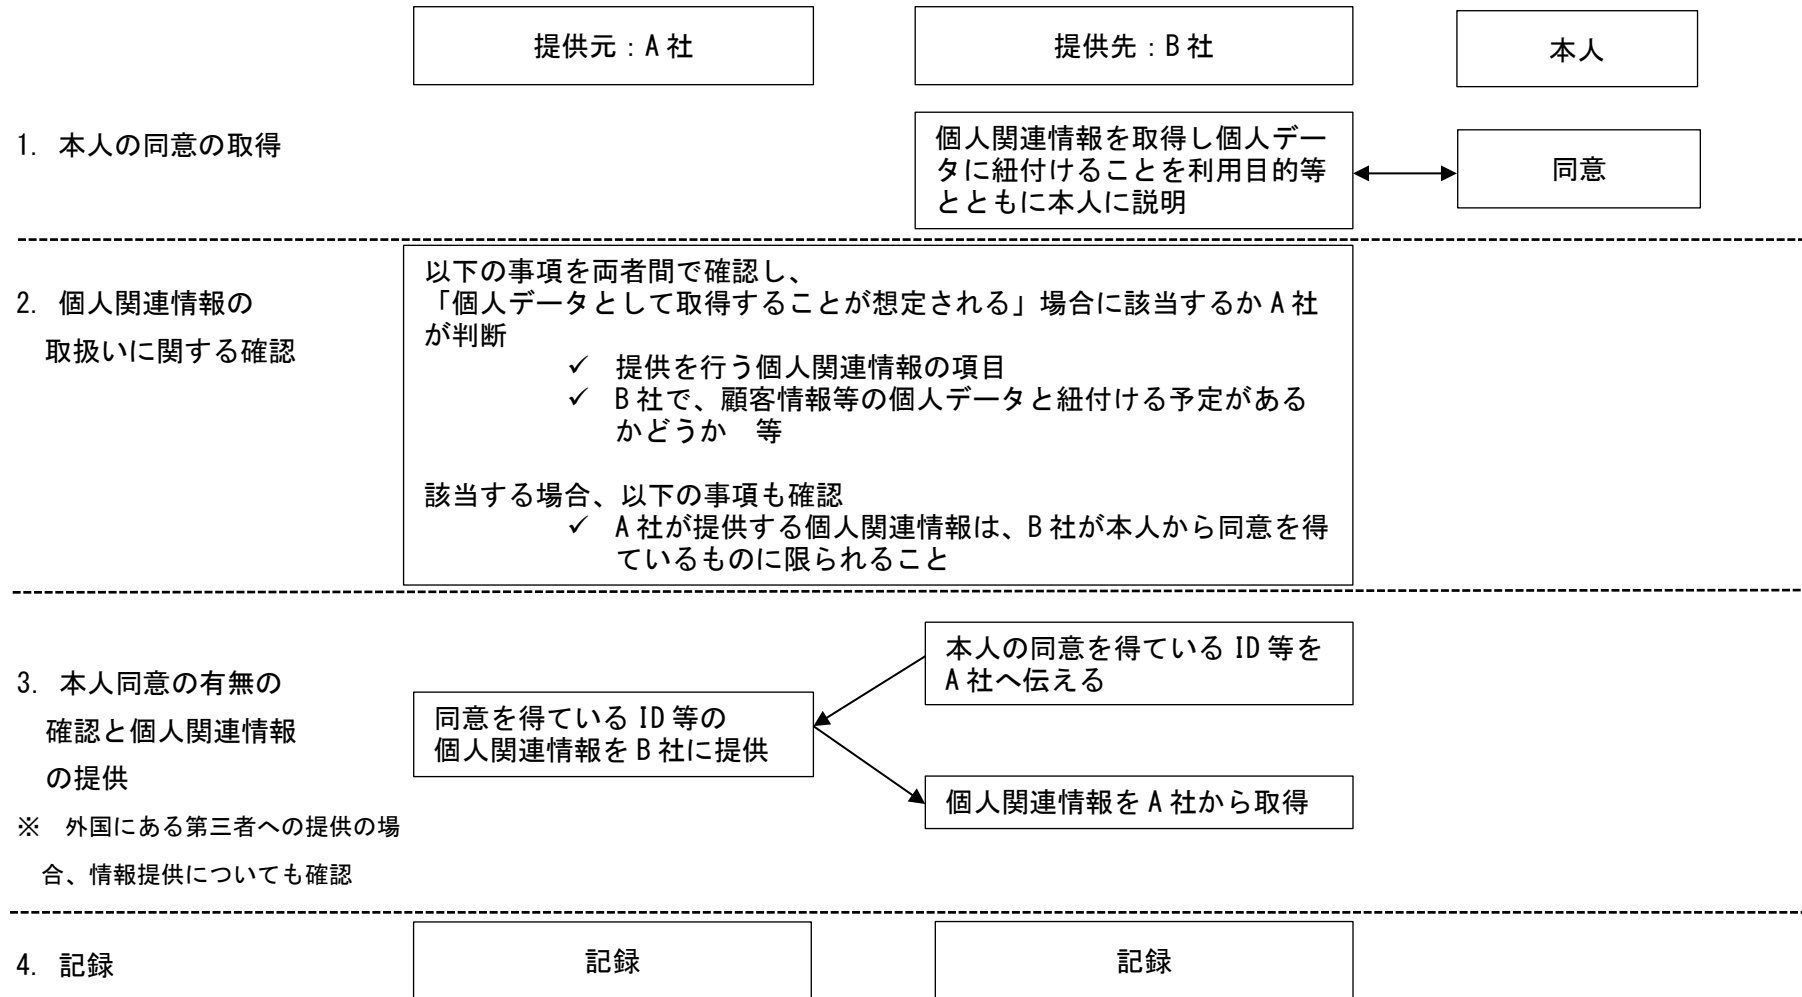 提供元：A社
提供先：B社
本人
1. 本人の同意の取得
個人関連情報を取得し個人デー
タに紐付けることを利用目的等
とともに本人に説明
同意
2. 個人関連情報の
取扱いに関する確認
以下の事項を両者間で確認し、
「個人データとして取得することが想定される」場合に該当するかA社
が判断
✓ 提供を行う個人関連情報の項目
✓ B社で、顧客情報等の個人データと紐付ける予定がある
かどうか　等
該当する場合、以下の事項も確認
✓ A社が提供する個人関連情報は、B社が本人から同意を得
ているものに限られること
3. 本人同意の有無の
確認と個人関連情報
の提供
※　外国にある第三者への提供の場
合、情報提供についても確認
本人の同意を得ているID等を
A社へ伝える
同意を得ているID等の
個人関連情報をB社に提供
個人関連情報をA社から取得
4. 記録
記録
記録